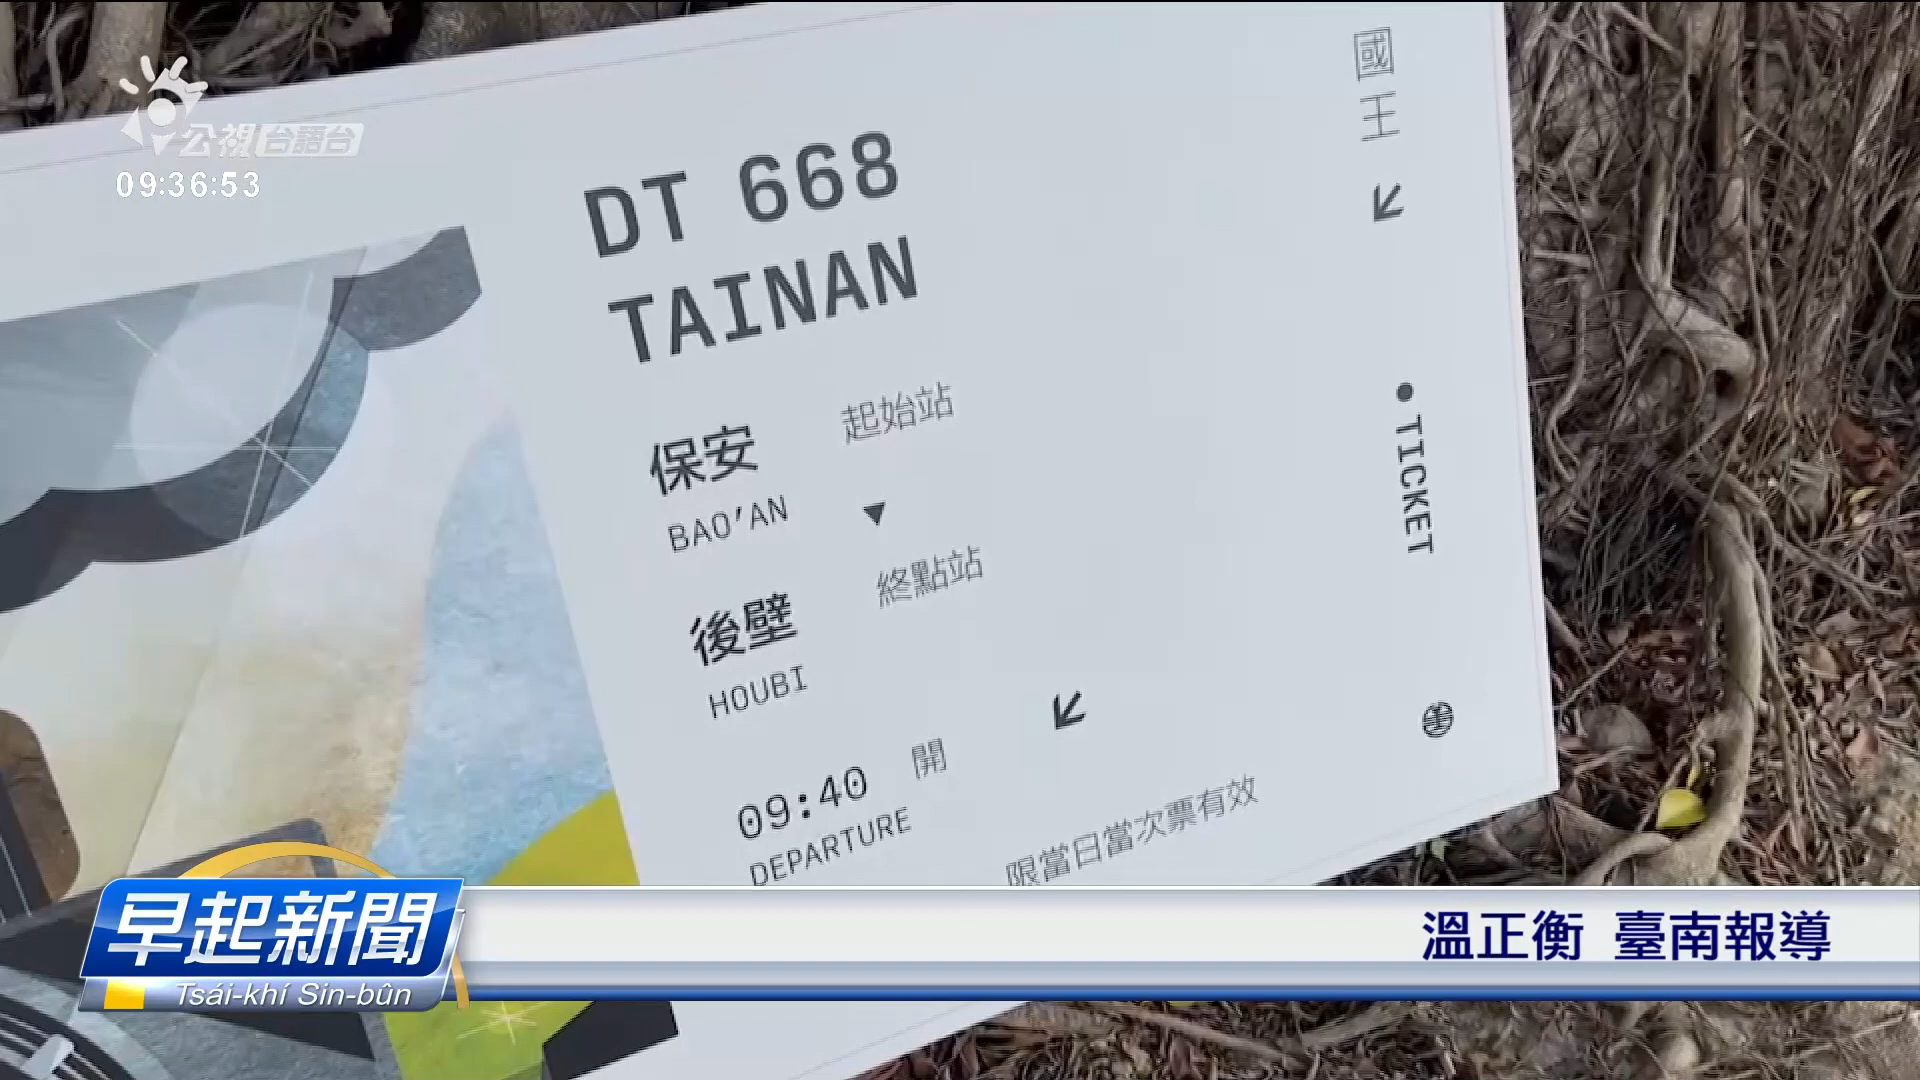 公視台語台
09:36:53
DT 668
TAINAN
保安 起始站
BAO'AN
後壁 終點站
HOUBI
09:40 開
DEPARTURE
限當日當次票有效
國王
TICKET
早起新聞
Tsái-khí Sin-bûn
溫正衡 臺南報導